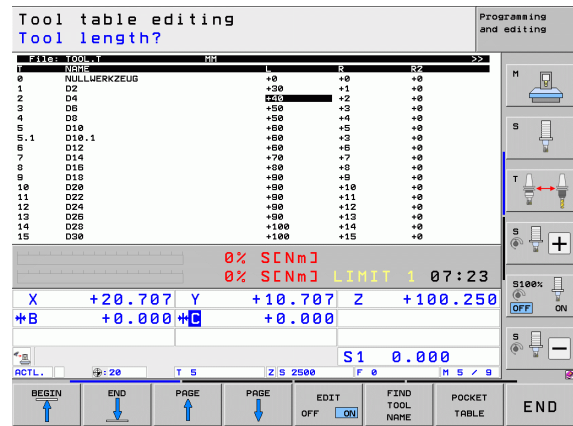 Tool table editing
Tool length?
Programming
and editing
File: TOOL.T MM >>
T NAME L R R2
0 NULLWERKZEUG +0 +0 +0
1 D2 +30 +1 +0
2 D4 +40 +2 +0
3 D6 +50 +3 +0
4 D8 +50 +4 +0
5 D10 +60 +5 +0
5.1 D10.1 +60 +3 +0
6 D12 +60 +6 +0
7 D14 +70 +7 +0
8 D16 +80 +8 +0
9 D18 +90 +9 +0
10 D20 +90 +10 +0
11 D22 +90 +11 +0
12 D24 +90 +12 +0
13 D26 +90 +13 +0
14 D28 +100 +14 +0
15 D30 +100 +15 +0
0% S[Nm]
0% S[Nm] LIMIT 1 07:23
X +20.707 Y +10.707 Z +100.250
B +0.000 C +0.000
S1 0.000
ACTL. : 20 T 5 Z S 2500 F 0 M 5 / 9
M
S
T
S
+
S100%
OFF ON
S
−
BEGIN
END
PAGE
PAGE
EDIT
OFF ON
FIND
TOOL
NAME
POCKET
TABLE
END